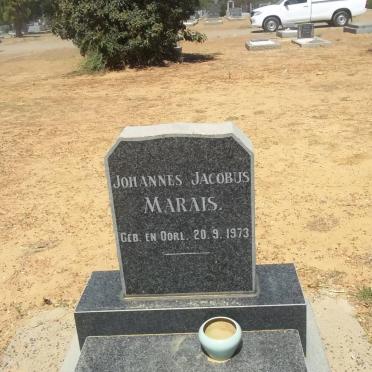 JOHANNES JACOBUS
MARAIS.
GEB. EN OORL. 20. 9. 1973